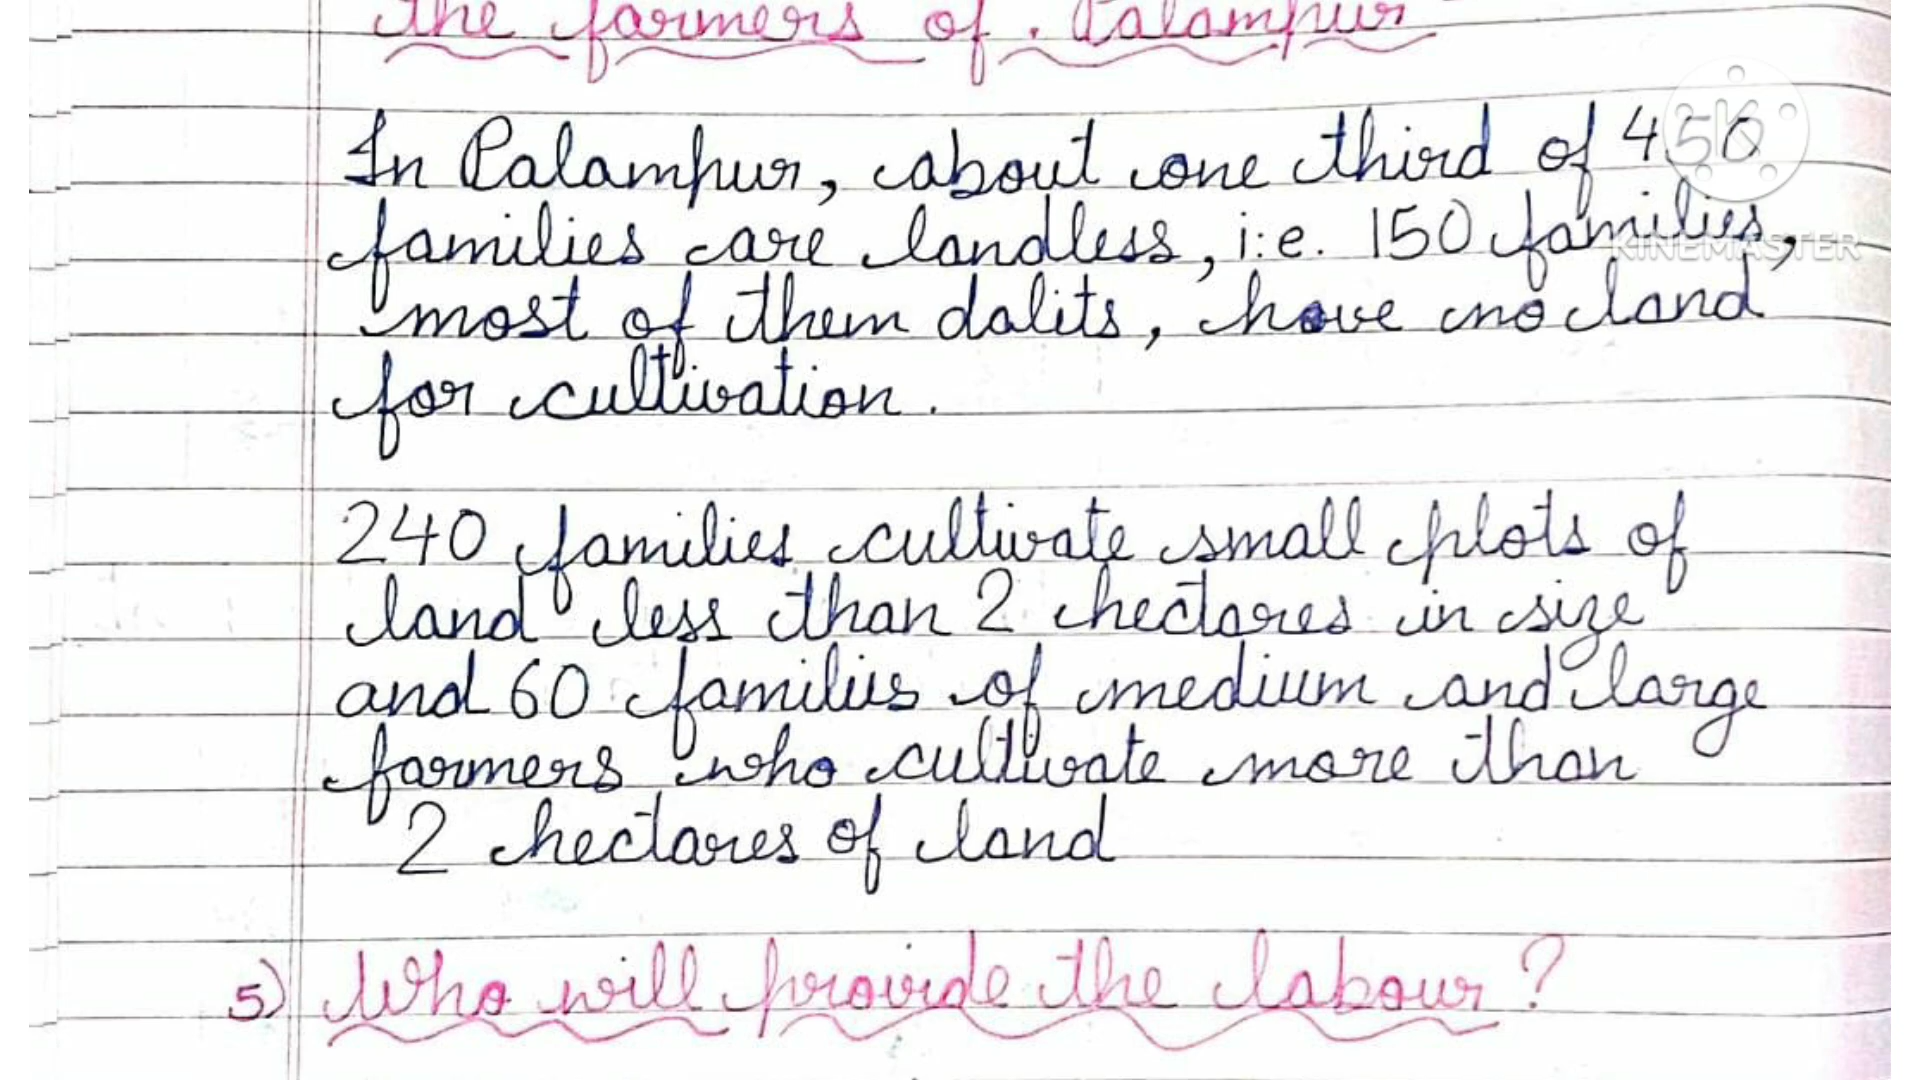 the farmers of . Palampur
In Palampur, about one third of 450
families are landless, i.e. 150 families,
most of them dalits, have no land
for cultivation.
240 families cultivate small plots of
land less than 2 hectares in size
and 60 families of medium and large
farmers who cultivate more than
2 hectares of land
5) Who will provide the labour?
KINEMASTER